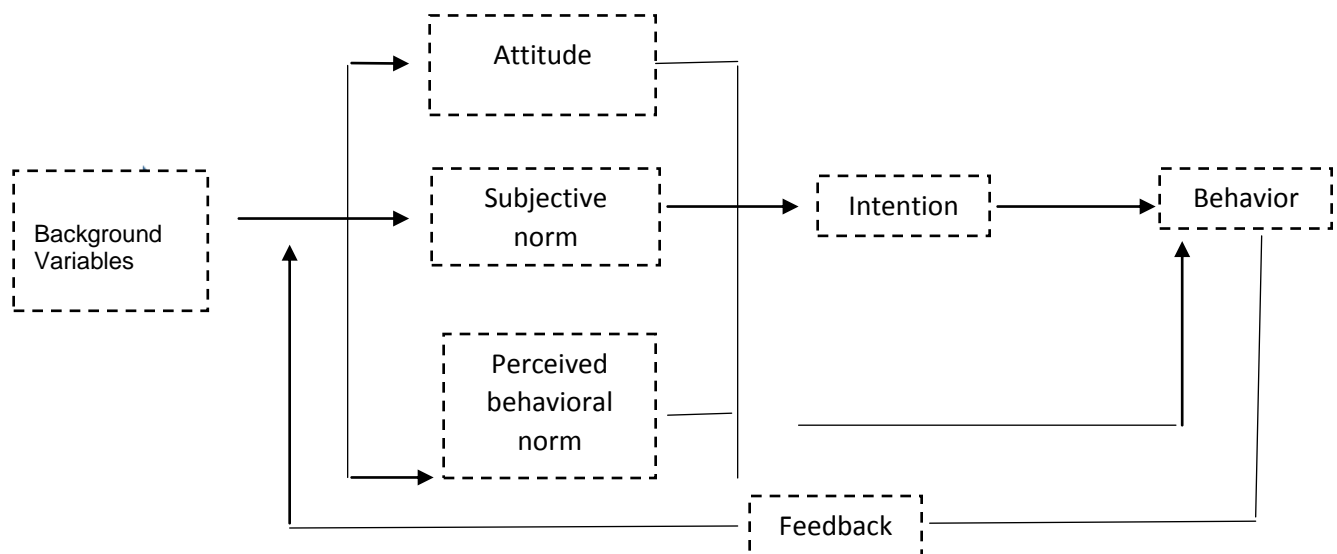 Attitude
Background
Variables
Subjective
norm
Intention
Behavior
Perceived
behavioral
norm
Feedback